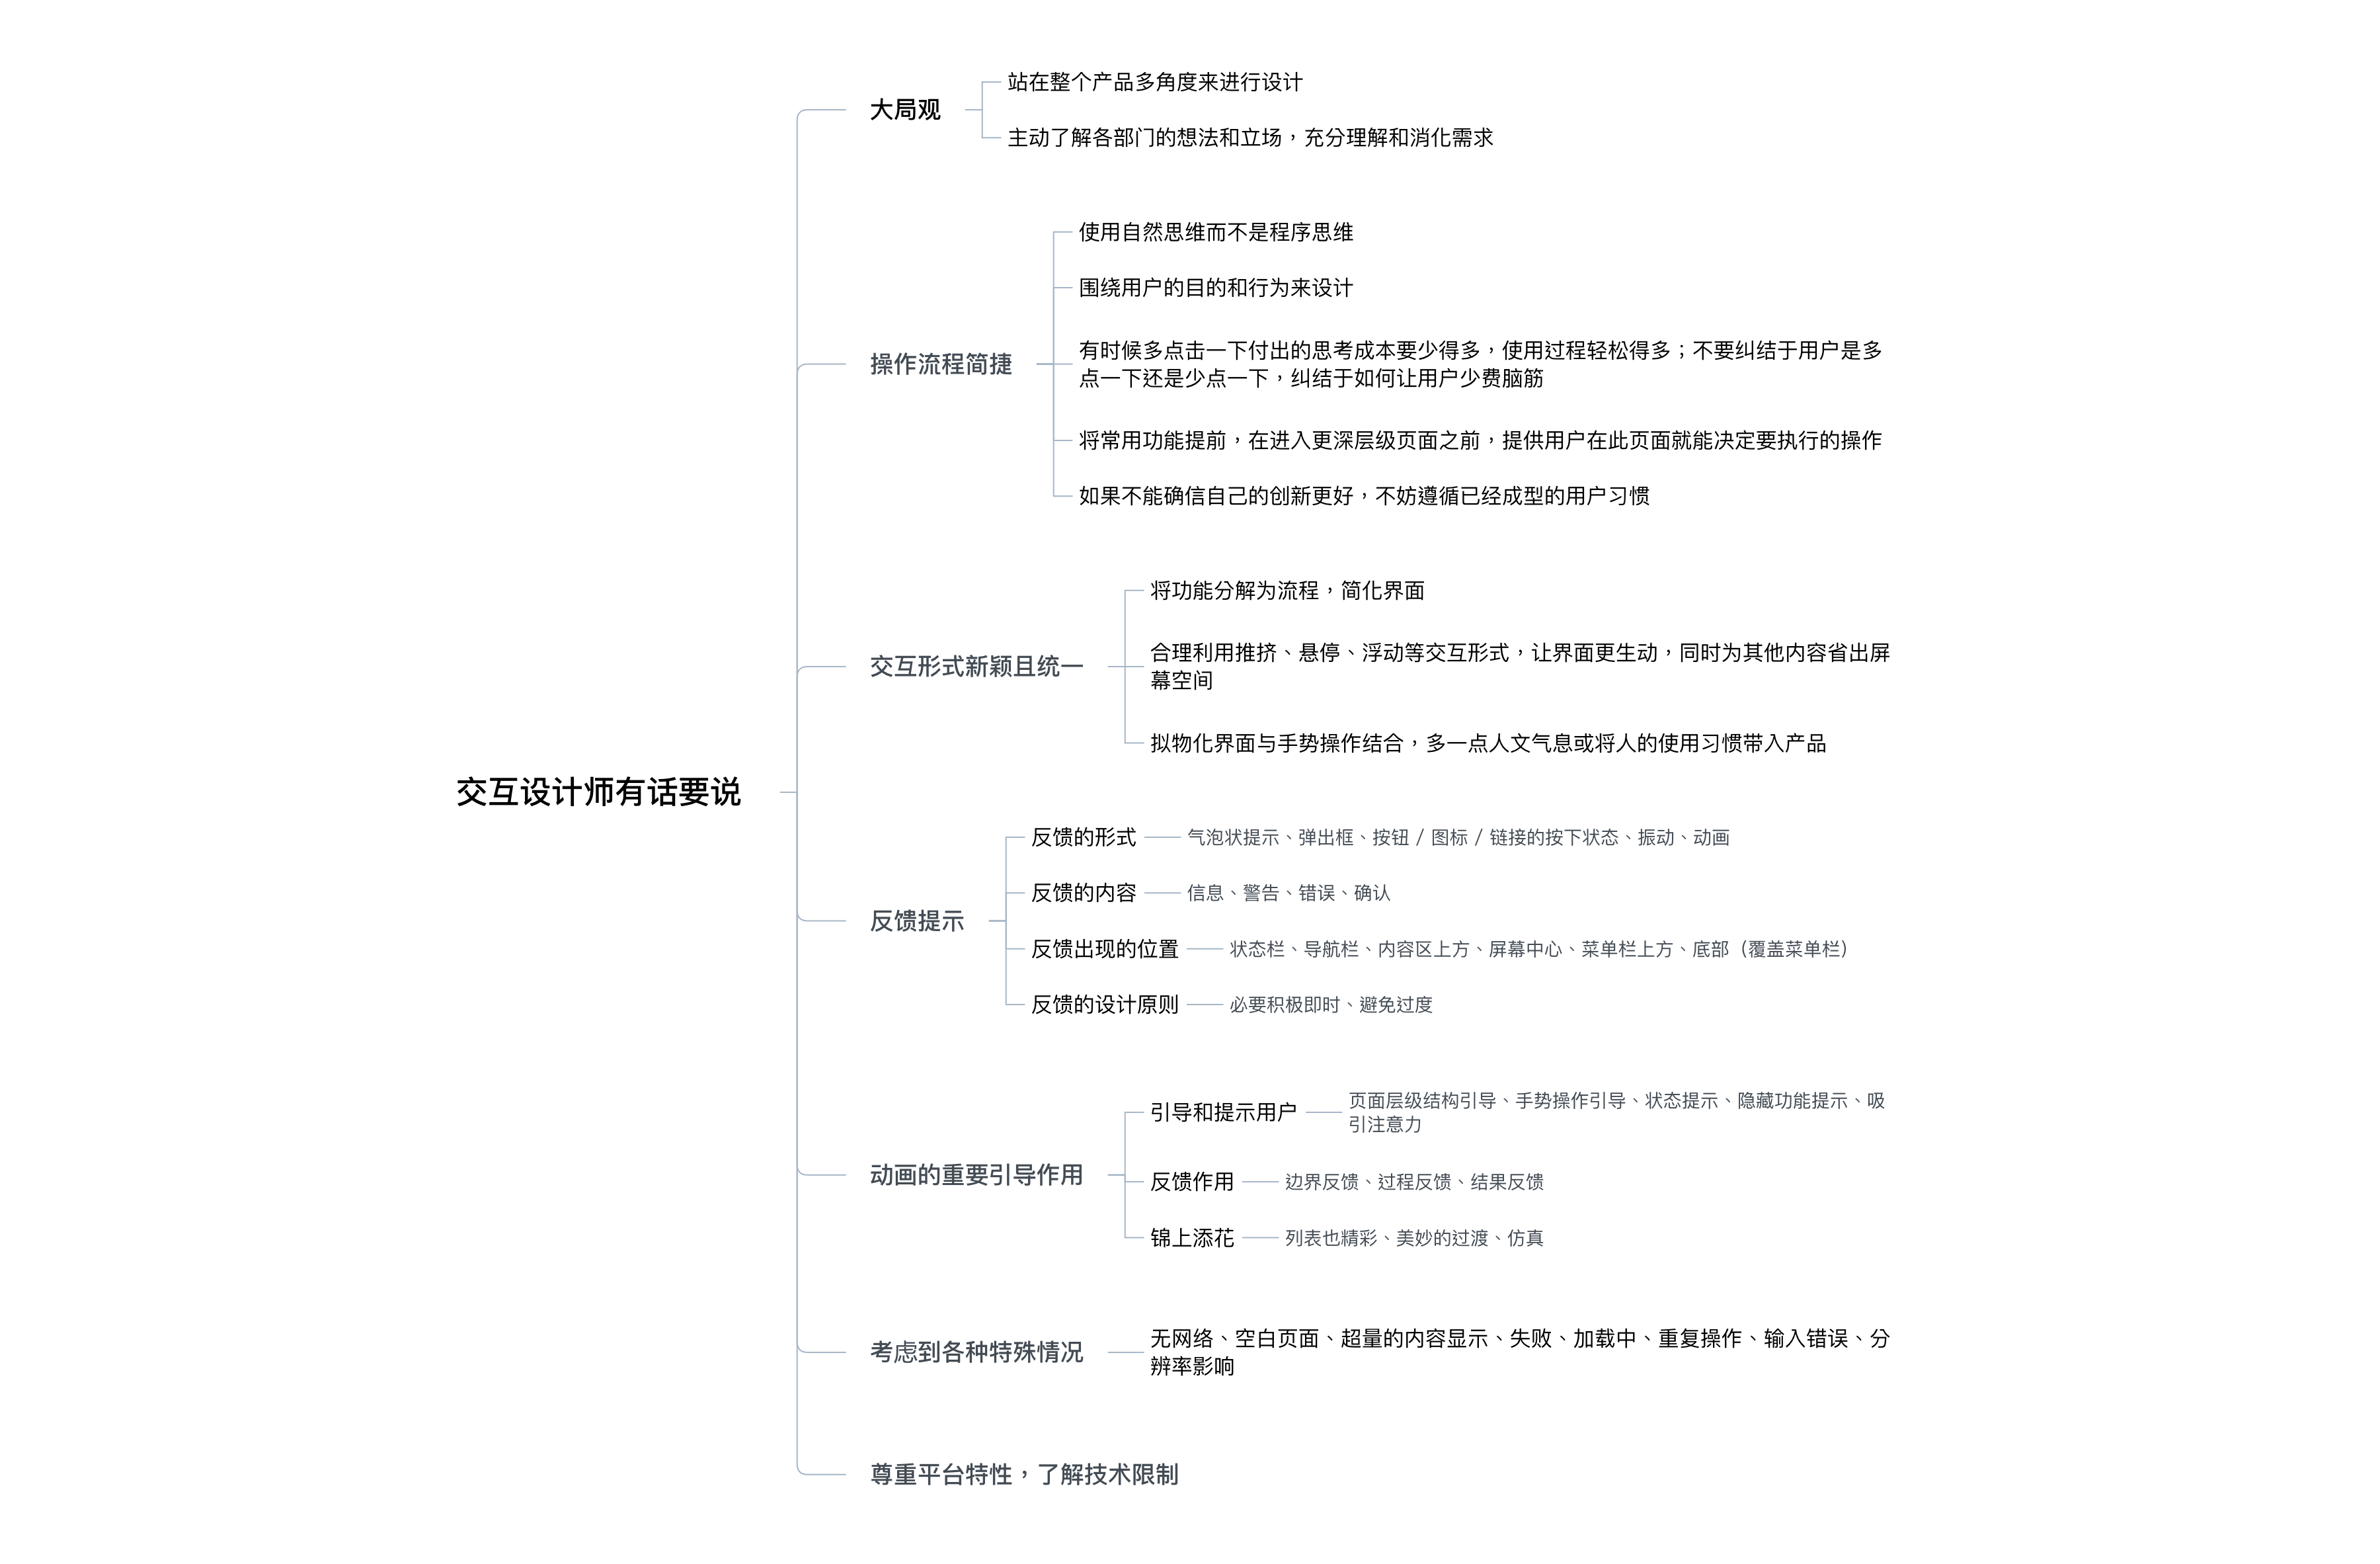 交互设计师有话要说
大局观
站在整个产品多角度来进行设计
主动了解各部门的想法和立场，充分理解和消化需求
操作流程简捷
使用自然思维而不是程序思维
围绕用户的目的和行为来设计
有时候多点击一下付出的思考成本要少得多，使用过程轻松得多；不要纠结于用户是多
点一下还是少点一下，纠结于如何让用户少费脑筋
将常用功能提前，在进入更深层级页面之前，提供用户在此页面就能决定要执行的操作
如果不能确信自己的创新更好，不妨遵循已经成型的用户习惯
交互形式新颖且统一
将功能分解为流程，简化界面
合理利用推挤、悬停、浮动等交互形式，让界面更生动，同时为其他内容省出屏
幕空间
拟物化界面与手势操作结合，多一点人文气息或将人的使用习惯带入产品
反馈提示
反馈的形式
气泡状提示、弹出框、按钮 / 图标 / 链接的按下状态、振动、动画
反馈的内容
信息、警告、错误、确认
反馈出现的位置
状态栏、导航栏、内容区上方、屏幕中心、菜单栏上方、底部（覆盖菜单栏）
反馈的设计原则
必要积极即时、避免过度
动画的重要引导作用
引导和提示用户
页面层级结构引导、手势操作引导、状态提示、隐藏功能提示、吸
引注意力
反馈作用
边界反馈、过程反馈、结果反馈
锦上添花
列表也精彩、美妙的过渡、仿真
考虑到各种特殊情况
无网络、空白页面、超量的内容显示、失败、加载中、重复操作、输入错误、分
辨率影响
尊重平台特性，了解技术限制